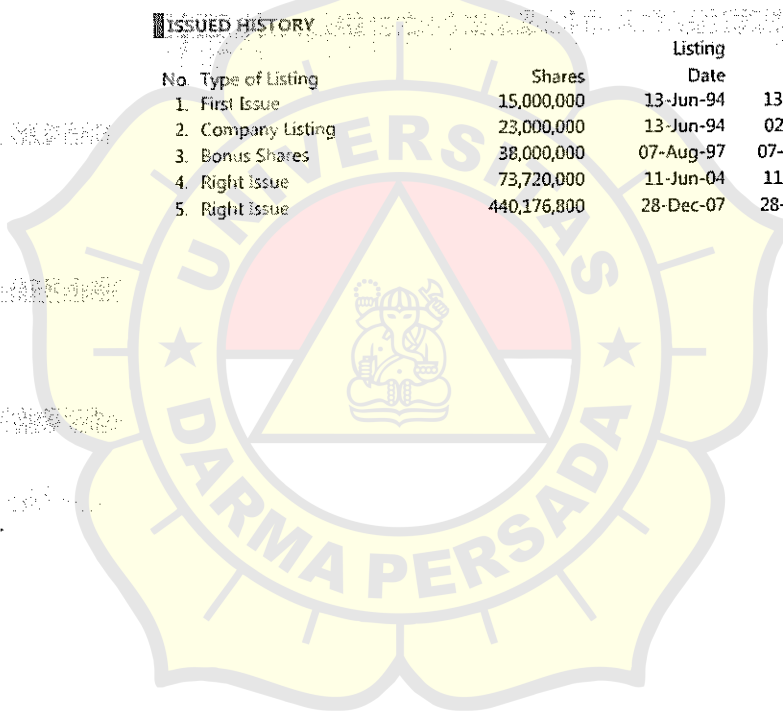 ISSUED HISTORY
Listing
No. Type of Listing Shares Date
1. First Issue 15,000,000 13-Jun-94 13
2. Company Listing 23,000,000 13-Jun-94 02
3. Bonus Shares 38,000,000 07-Aug-97 07-
4. Right Issue 73,720,000 11-Jun-04 11
5. Right Issue 440,176,800 28-Dec-07 28-
UNIVERSITAS
DARMA PERSADA